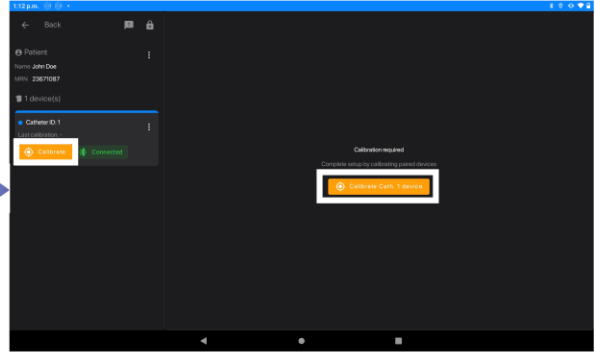 1:12 p.m.
Back
Patient
Name John Doe
MRN 23671087
1 device(s)
Catheter ID: 1
Last calibration -
Calibrate
Connected
Calibration required
Complete setup by calibrating paired devices
Calibrate Cath. 1 device